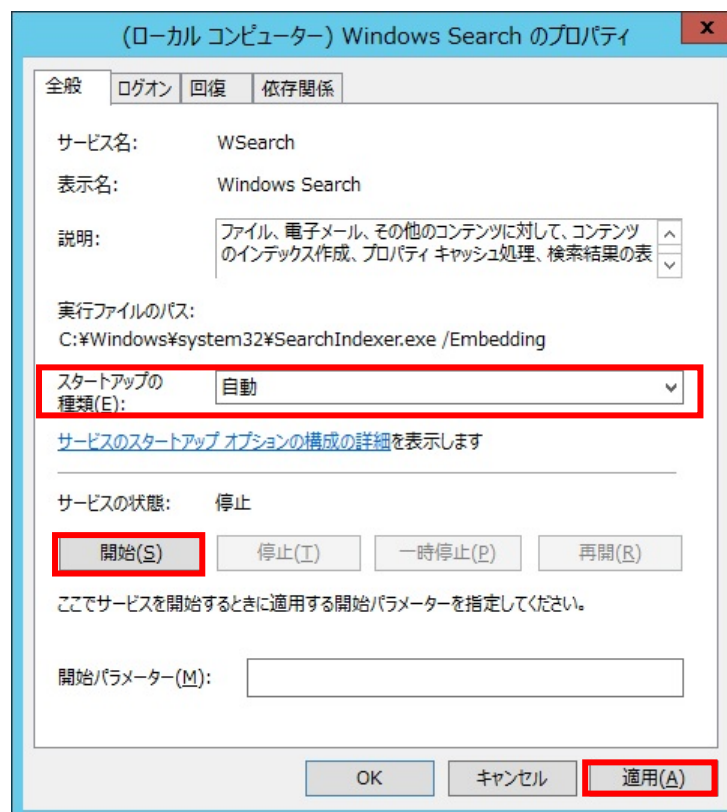 (ローカル コンピューター) Windows Search のプロパティ
x
全般 ログオン 回復 依存関係
サービス名: WSearch
表示名: Windows Search
説明: ファイル、電子メール、その他のコンテンツに対して、コンテンツ
のインデックス作成、プロパティ キャッシュ処理、検索結果の表
実行ファイルのパス:
C:¥Windows¥system32¥SearchIndexer.exe /Embedding
スタートアップの
種類(E): 自動
サービスのスタートアップ オプションの構成の詳細を表示します
サービスの状態: 停止
開始(S) 停止(T) 一時停止(P) 再開(R)
ここでサービスを開始するときに適用する開始パラメーターを指定してください。
開始パラメーター(M):
OK キャンセル 適用(A)